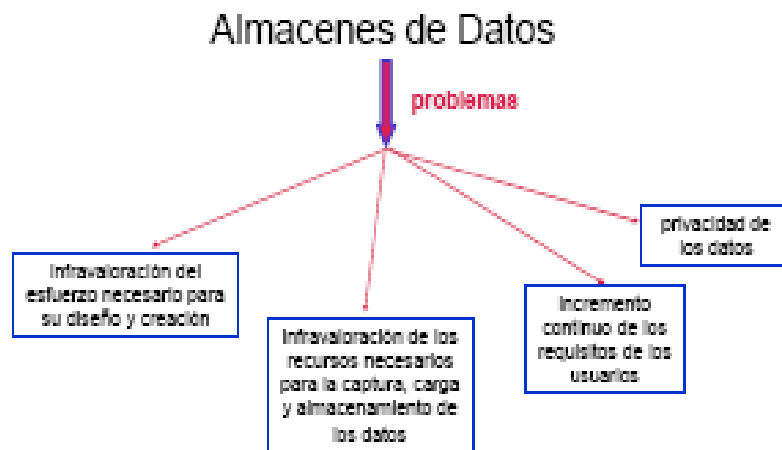 Almacenes de Datos
problemas
privacidad de
los datos
Infravaloración del
esfuerzo necesario para
su diseño y creación
Incremento
continuo de los
requisitos de los
usuarios
Infravaloración de los
recursos necesarios
para la captura, carga
y almacenamiento de
los datos